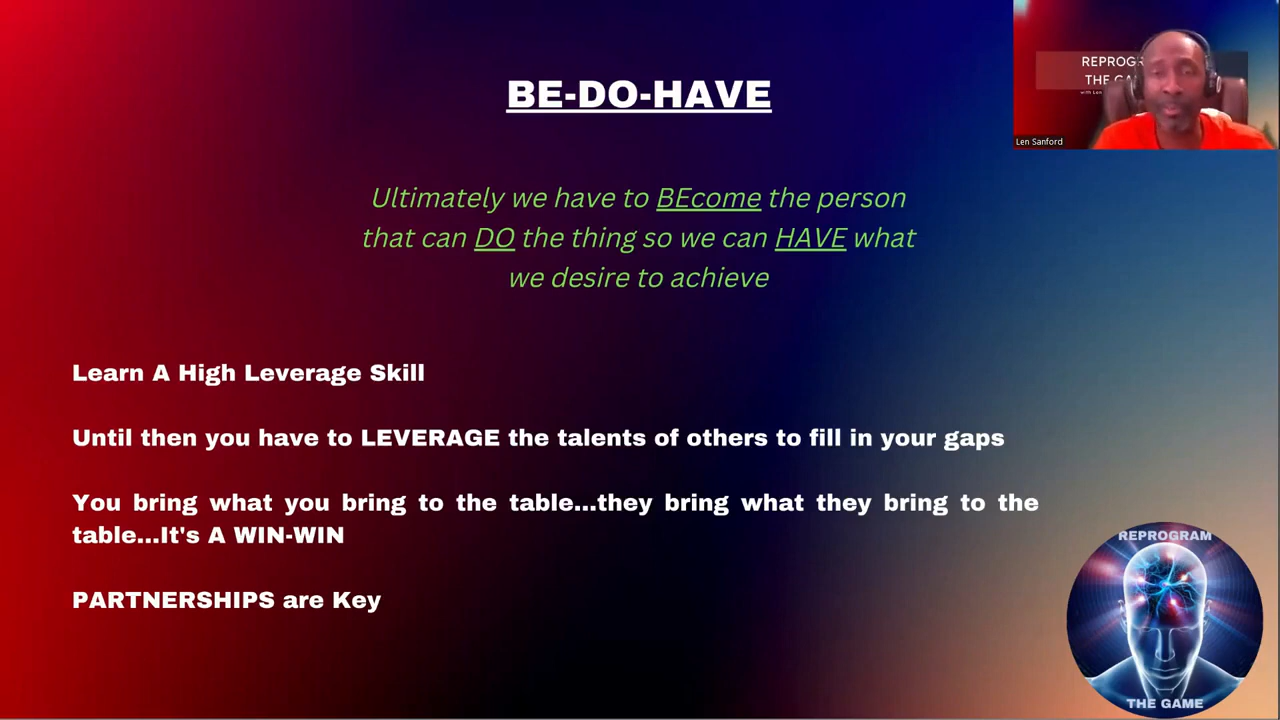 BE-DO-HAVE
Ultimately we have to BEcome the person
that can DO the thing so we can HAVE what
we desire to achieve
Learn A High Leverage Skill
Until then you have to LEVERAGE the talents of others to fill in your gaps
You bring what you bring to the table...they bring what they bring to the
table...It's A WIN-WIN
PARTNERSHIPS are Key
THE
with Len
Len Sanford
REPROGRAM
THE GAME